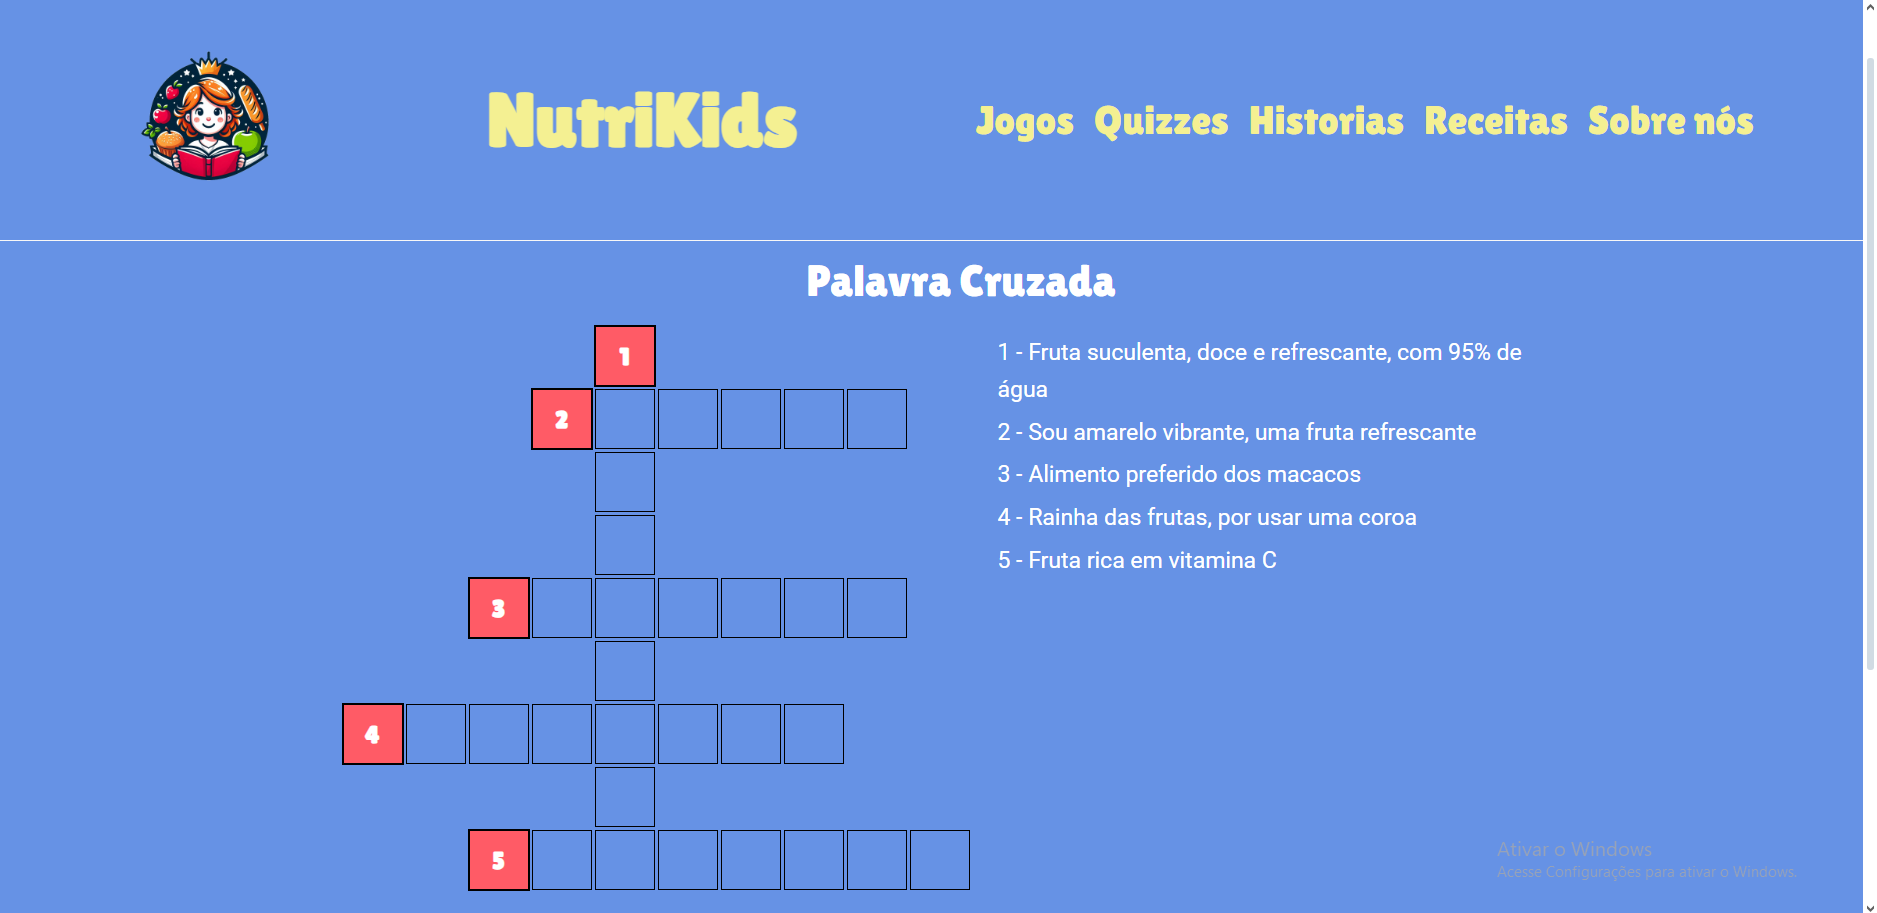 NutriKids
Jogos Quizzes Historias Receitas Sobre nós
Palavra Cruzada
1
2
3
4
5
1 - Fruta suculenta, doce e refrescante, com 95% de
água
2 - Sou amarelo vibrante, uma fruta refrescante
3 - Alimento preferido dos macacos
4 - Rainha das frutas, por usar uma coroa
5 - Fruta rica em vitamina C
Ativar o Windows
Acesse Configurações para ativar o Windows.